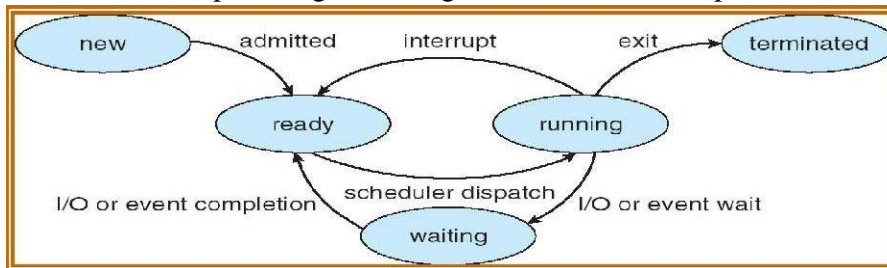 new admitted interrupt exit terminated
ready running
scheduler dispatch
I/O or event completion I/O or event wait
waiting